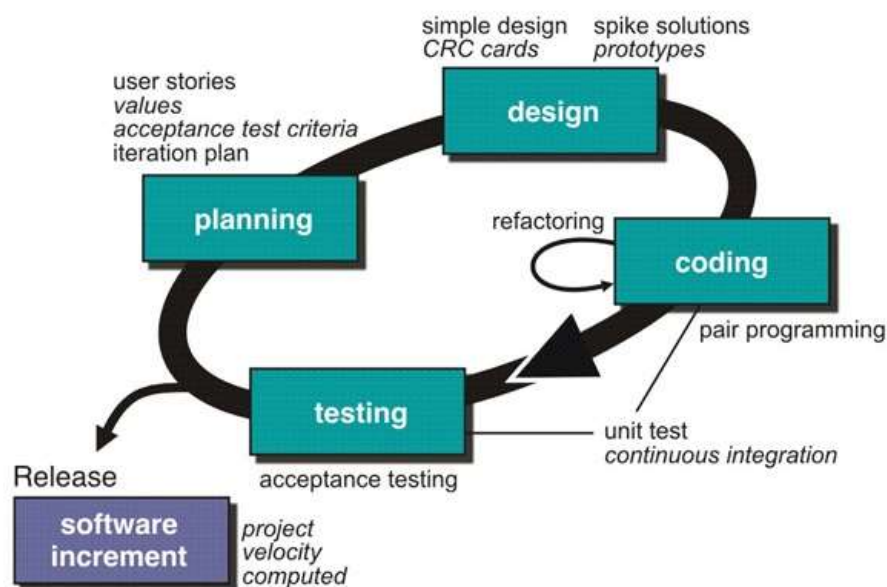 simple design
CRC cards
spike solutions
prototypes
user stories
values
acceptance test criteria
iteration plan
design
planning
refactoring
coding
pair programming
testing
unit test
continuous integration
acceptance testing
Release
software
increment
project
velocity
computed